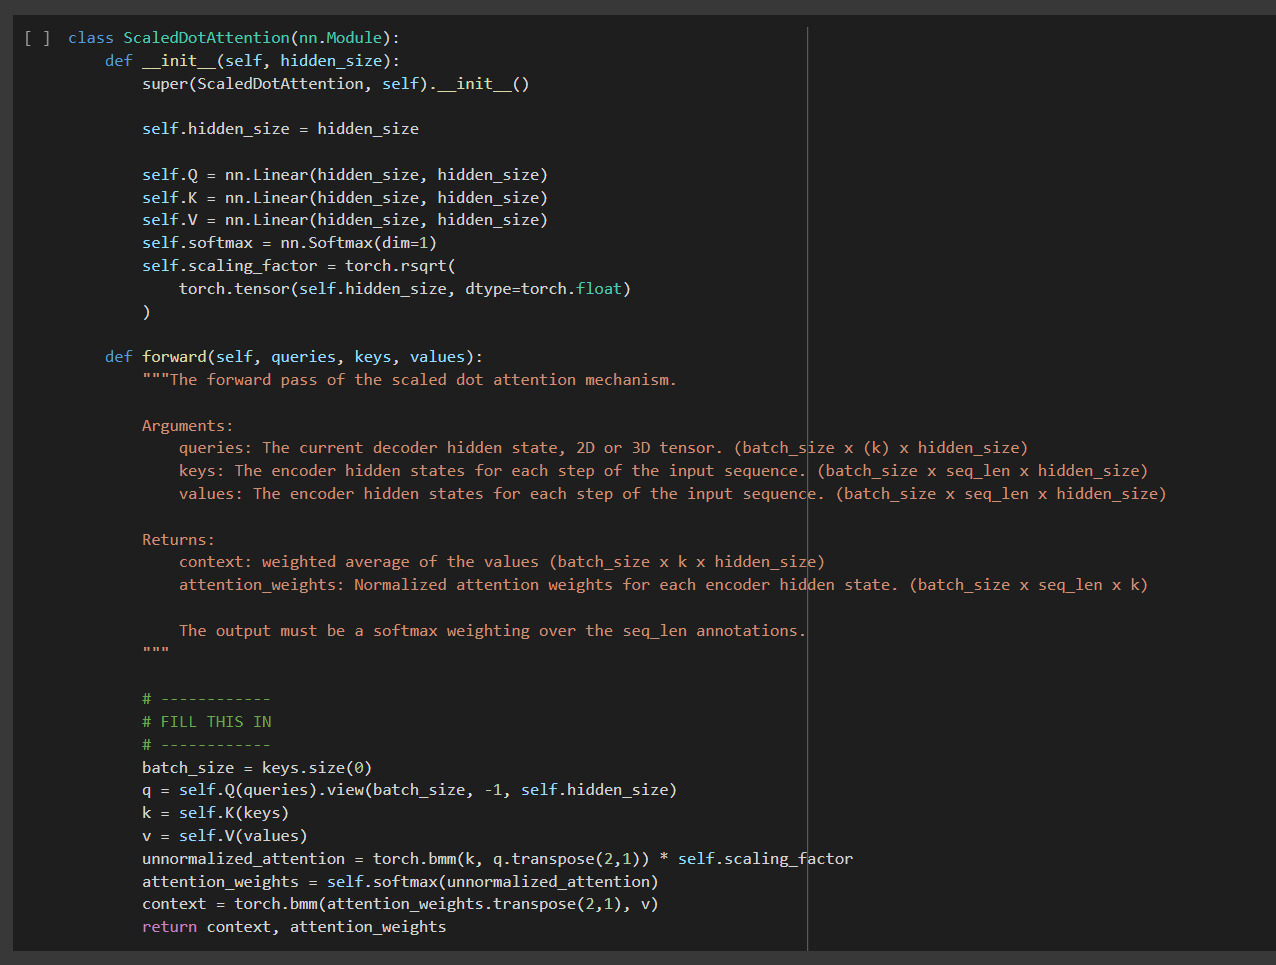 [ ] class ScaledDotAttention(nn.Module):
def __init__(self, hidden_size):
super(ScaledDotAttention, self).__init__()
self.hidden_size = hidden_size
self.Q = nn.Linear(hidden_size, hidden_size)
self.K = nn.Linear(hidden_size, hidden_size)
self.V = nn.Linear(hidden_size, hidden_size)
self.softmax = nn.Softmax(dim=1)
self.scaling_factor = torch.rsqrt(
torch.tensor(self.hidden_size, dtype=torch.float)
)
def forward(self, queries, keys, values):
"""The forward pass of the scaled dot attention mechanism.
Arguments:
queries: The current decoder hidden state, 2D or 3D tensor. (batch_size x (k) x hidden_size)
keys: The encoder hidden states for each step of the input sequence. (batch_size x seq_len x hidden_size)
values: The encoder hidden states for each step of the input sequence. (batch_size x seq_len x hidden_size)
Returns:
context: weighted average of the values (batch_size x k x hidden_size)
attention_weights: Normalized attention weights for each encoder hidden state. (batch_size x seq_len x k)
The output must be a softmax weighting over the seq_len annotations.
"""
# ------------
# FILL THIS IN
# ------------
batch_size = keys.size(0)
q = self.Q(queries).view(batch_size, -1, self.hidden_size)
k = self.K(keys)
v = self.V(values)
unnormalized_attention = torch.bmm(k, q.transpose(2,1)) * self.scaling_factor
attention_weights = self.softmax(unnormalized_attention)
context = torch.bmm(attention_weights.transpose(2,1), v)
return context, attention_weights